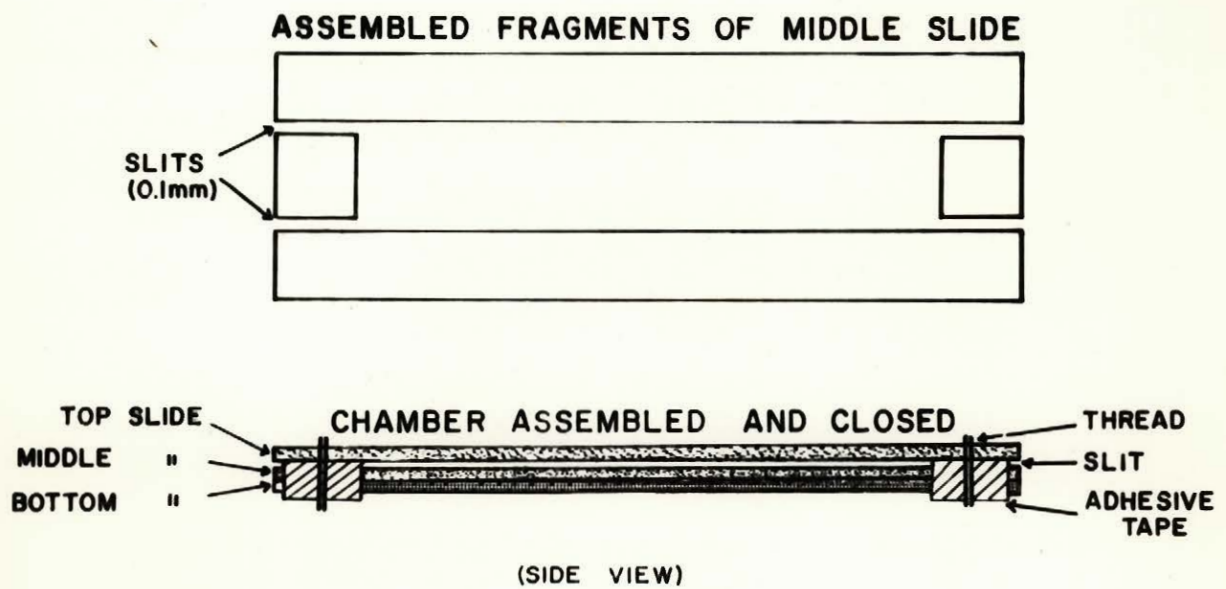 ASSEMBLED FRAGMENTS OF MIDDLE SLIDE
SLITS
(0.1mm)
CHAMBER ASSEMBLED AND CLOSED
TOP SLIDE
MIDDLE "
BOTTOM "
THREAD
SLIT
ADHESIVE
TAPE
(SIDE VIEW)